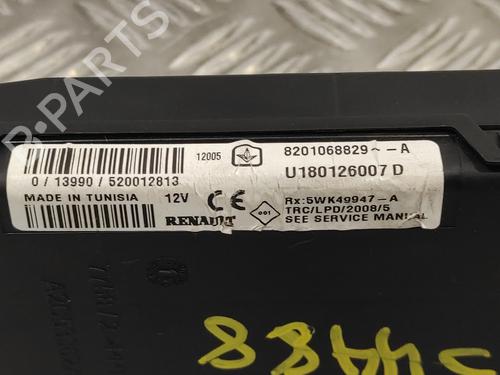 B-PARTS
12005
8201068829~-A
U180126007 D
0 / 13990 / 520012813
MADE IN TUNISIA
12V
CE
RENAULT
001
Rx:5WK49947-A
TRC/LPD/2008/5
SEE SERVICE MANUAL